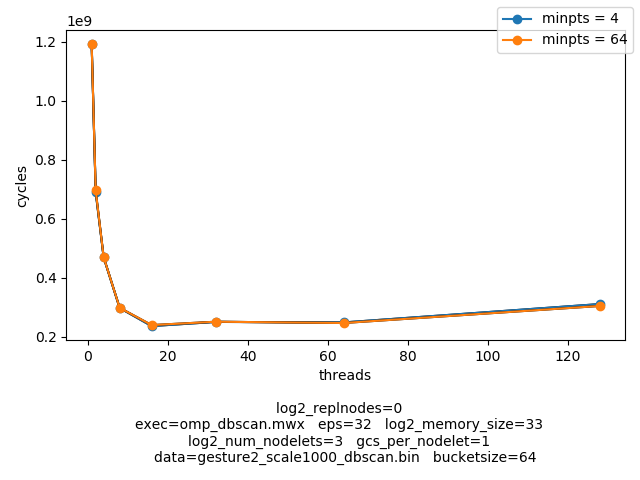 1e9
minpts = 4
minpts = 64
1.2
1.0
0.8
0.6
0.4
0.2
cycles
0 20 40 60 80 100 120
threads
log2_replnodes=0
exec=omp_dbscan.mwx eps=32 log2_memory_size=33
log2_num_nodelets=3 gcs_per_nodelet=1
data=gesture2_scale1000_dbscan.bin bucketsize=64